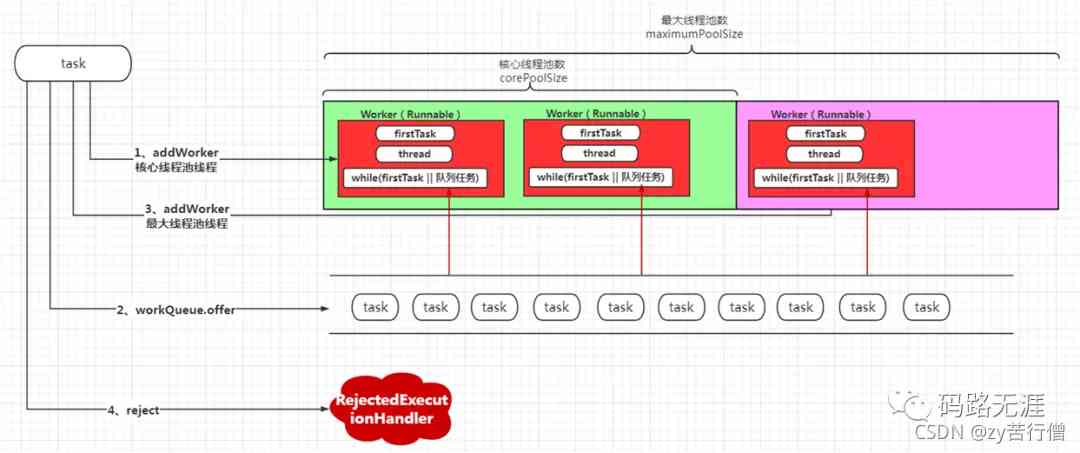 最大线程池数
maximumPoolSize
核心线程池数
corePoolSize
task
Worker（Runnable）
firstTask
thread
while(firstTask || 队列任务)
Worker（Runnable）
firstTask
thread
while(firstTask || 队列任务)
Worker（Runnable）
firstTask
thread
while(firstTask || 队列任务)
1、addWorker
核心线程池线程
3、addWorker
最大线程池线程
2、workQueue.offer
task task task task task task task task task task
4、reject
RejectedExecut
ionHandler
码路无涯
CSDN @zy苦行僧